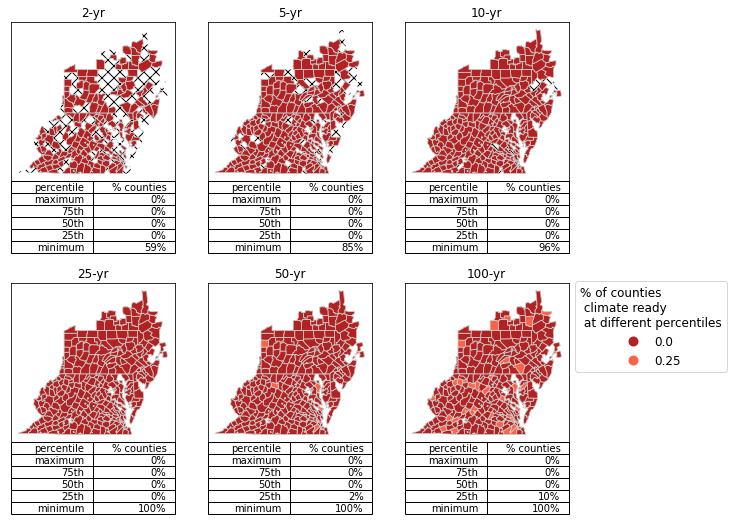 2-yr
percentile % counties
maximum 0%
75th 0%
50th 0%
25th 0%
minimum 59%
5-yr
percentile % counties
maximum 0%
75th 0%
50th 0%
25th 0%
minimum 85%
10-yr
percentile % counties
maximum 0%
75th 0%
50th 0%
25th 0%
minimum 96%
25-yr
percentile % counties
maximum 0%
75th 0%
50th 0%
25th 0%
minimum 100%
50-yr
percentile % counties
maximum 0%
75th 0%
50th 0%
25th 2%
minimum 100%
100-yr
percentile % counties
maximum 0%
75th 0%
50th 0%
25th 10%
minimum 100%
% of counties
climate ready
at different percentiles
0.0
0.25